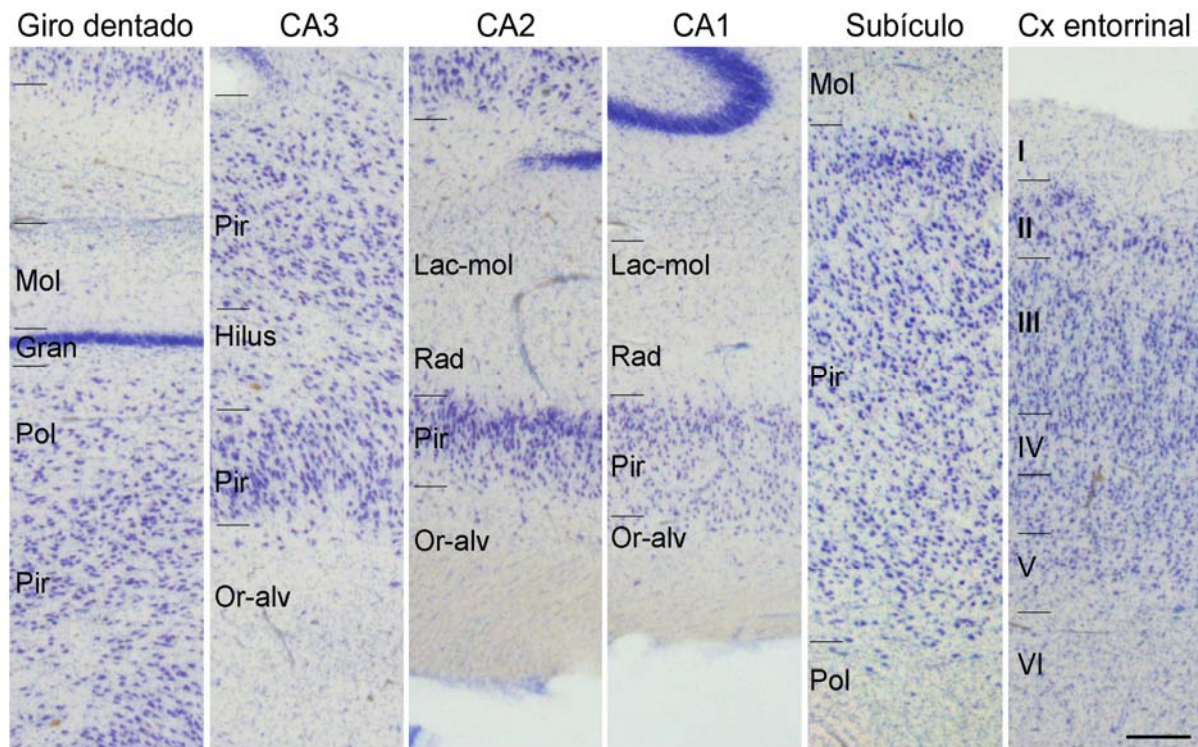 Giro dentado
CA3
CA2
CA1
Subículo
Cx entorrinal
Mol
Gran
Pol
Pir
Pir
Hilus
Pir
Or-alv
Lac-mol
Rad
Pir
Or-alv
Lac-mol
Rad
Pir
Or-alv
Mol
Pir
Pol
I
II
III
IV
V
VI